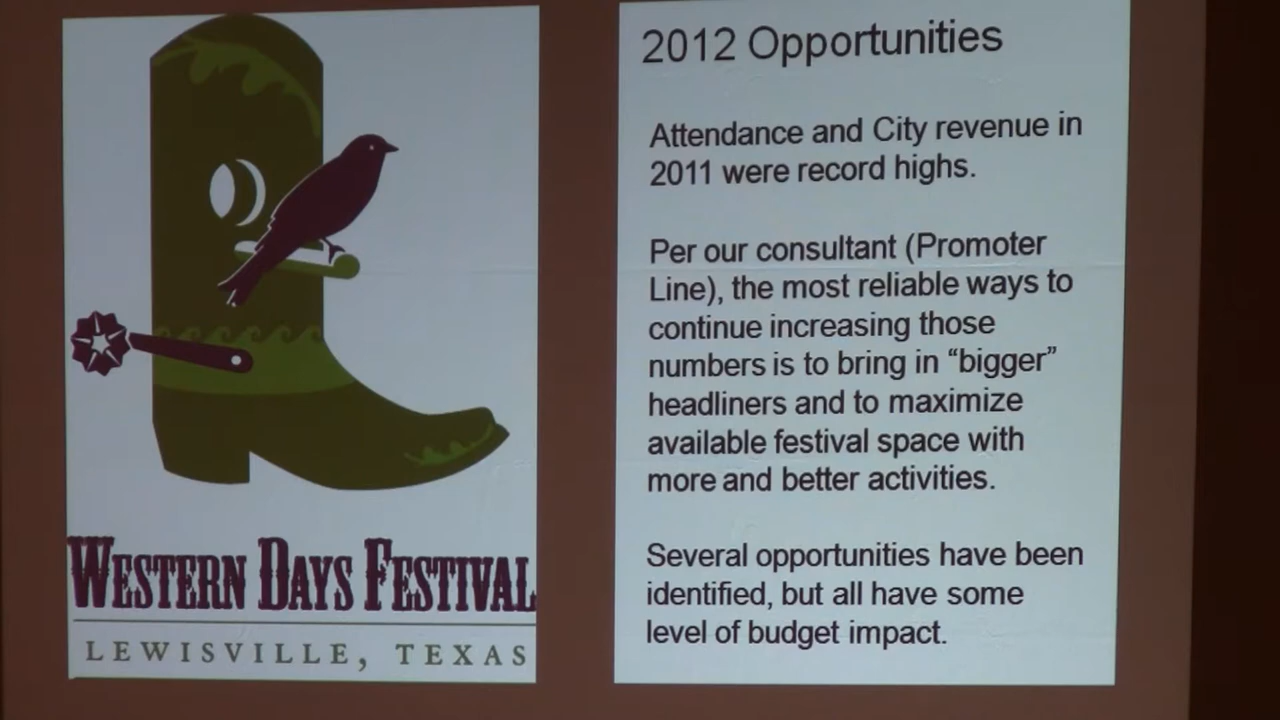 WESTERN DAYS FESTIVAL
LEWISVILLE, TEXAS
2012 Opportunities
Attendance and City revenue in
2011 were record highs.
Per our consultant (Promoter
Line), the most reliable ways to
continue increasing those
numbers is to bring in “bigger”
headliners and to maximize
available festival space with
more and better activities.
Several opportunities have been
identified, but all have some
level of budget impact.